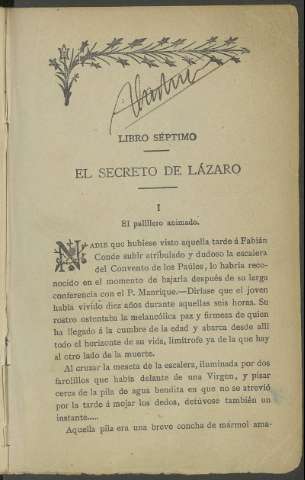 LIBRO SÉPTIMO
EL SECRETO DE LÁZARO
I
El palillero animado.
NADIE que hubiese visto aquella tarde á Fabián
Conde subir atribulado y dudoso la escalera
del Convento de los Paúles, lo habría reco-
nocido en el momento de bajarla después de su larga
conferencia con el P. Manrique.—Diríase que el joven
había vivido diez años durante aquellas seis horas. Su
rostro ostentaba la melancólica paz y firmeza de quien
ha llegado á la cumbre de la edad y abarca desde allí
todo el horizonte de su vida, limítrofe ya de la que hay
al otro lado de la muerte.
Al cruzar la meseta de la escalera, iluminada por dos
farolillos que había delante de una Virgen, y pisar
cerca de la pila de agua bendita en que no se atrevió
por la tarde á mojar los dedos, detúvose también un
instante.....
Aquella pila era una breve concha de mármol ama-